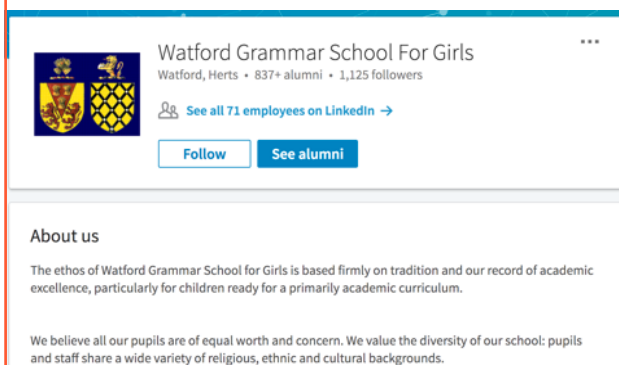 Watford Grammar School For Girls
Watford, Herts • 837+ alumni • 1,125 followers
See all 71 employees on LinkedIn →
Follow See alumni
About us
The ethos of Watford Grammar School for Girls is based firmly on tradition and our record of academic
excellence, particularly for children ready for a primarily academic curriculum.
We believe all our pupils are of equal worth and concern. We value the diversity of our school: pupils
and staff share a wide variety of religious, ethnic and cultural backgrounds.